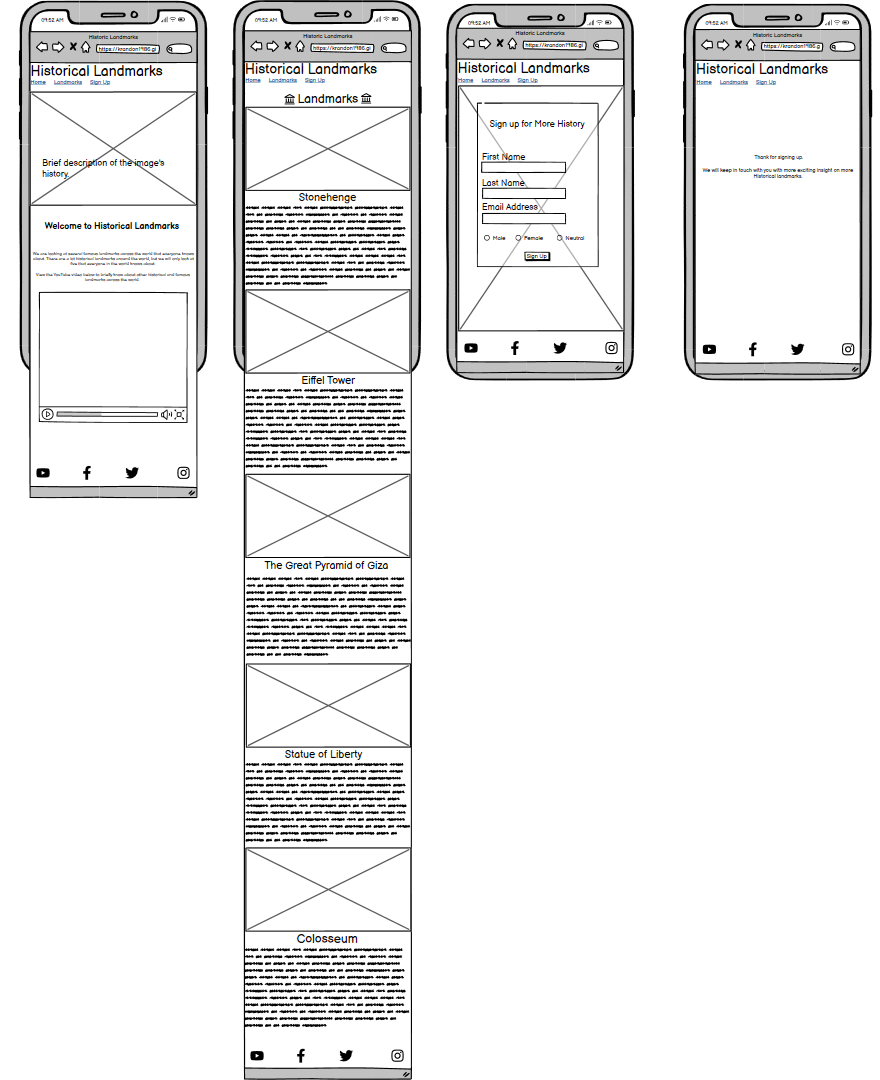 09:52 AM
Historic Landmarks
https://krandon1986.gi
Historical Landmarks
Home Landmarks Sign Up
Brief description of the image's
history.
Welcome to Historical Landmarks
We are looking at several famous landmarks across the world that everyone knows
about. There are a lot historical landmarks around the world, but we will only look at
five that everyone in the world knows about.
View the YouTube video below to briefly know about other historical and famous
landmarks across the world.
09:52 AM
Historic Landmarks
https://krandon1986.gi
Historical Landmarks
Home Landmarks Sign Up
Landmarks
Stonehenge
Eiffel Tower
The Great Pyramid of Giza
Statue of Liberty
Colosseum
09:52 AM
Historic Landmarks
https://krandon1986.gi
Historical Landmarks
Home Landmarks Sign Up
Sign up for More History
First Name
Last Name
Email Address
Male Female Neutral
Sign Up
09:52 AM
Historic Landmarks
https://krandon1986.gi
Historical Landmarks
Home Landmarks Sign Up
Thank for signing up.
We will keep in touch with you with more exciting insight on more
Historical landmarks.